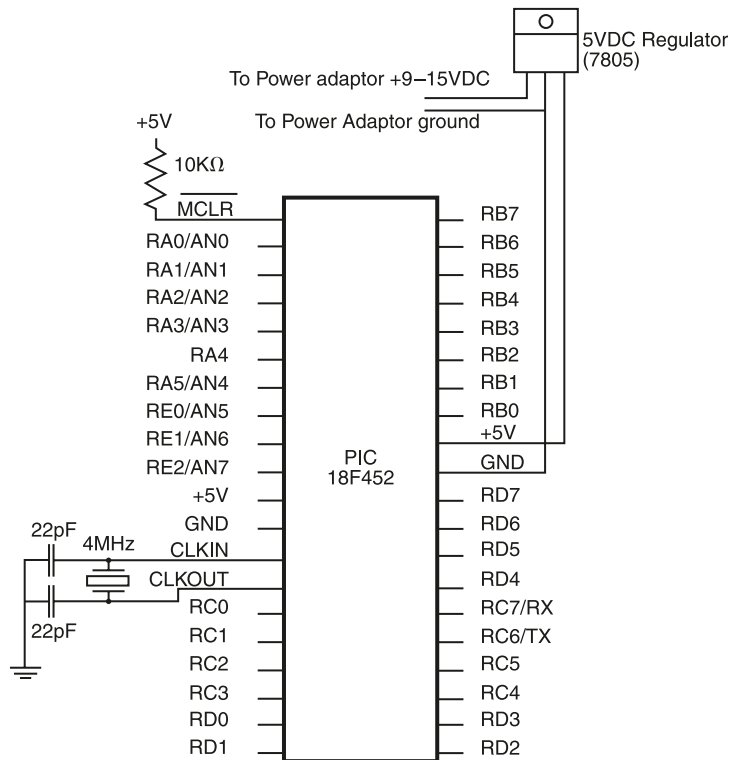 5VDC Regulator
(7805)
To Power adaptor +9–15VDC
To Power Adaptor ground
+5V
10KΩ
MCLR
RA0/AN0
RA1/AN1
RA2/AN2
RA3/AN3
RA4
RA5/AN4
RE0/AN5
RE1/AN6
RE2/AN7
+5V
GND
CLKIN
CLKOUT
RC0
RC1
RC2
RC3
RD0
RD1
22pF
4MHz
22pF
PIC
18F452
RB7
RB6
RB5
RB4
RB3
RB2
RB1
RB0
+5V
GND
RD7
RD6
RD5
RD4
RC7/RX
RC6/TX
RC5
RC4
RD3
RD2